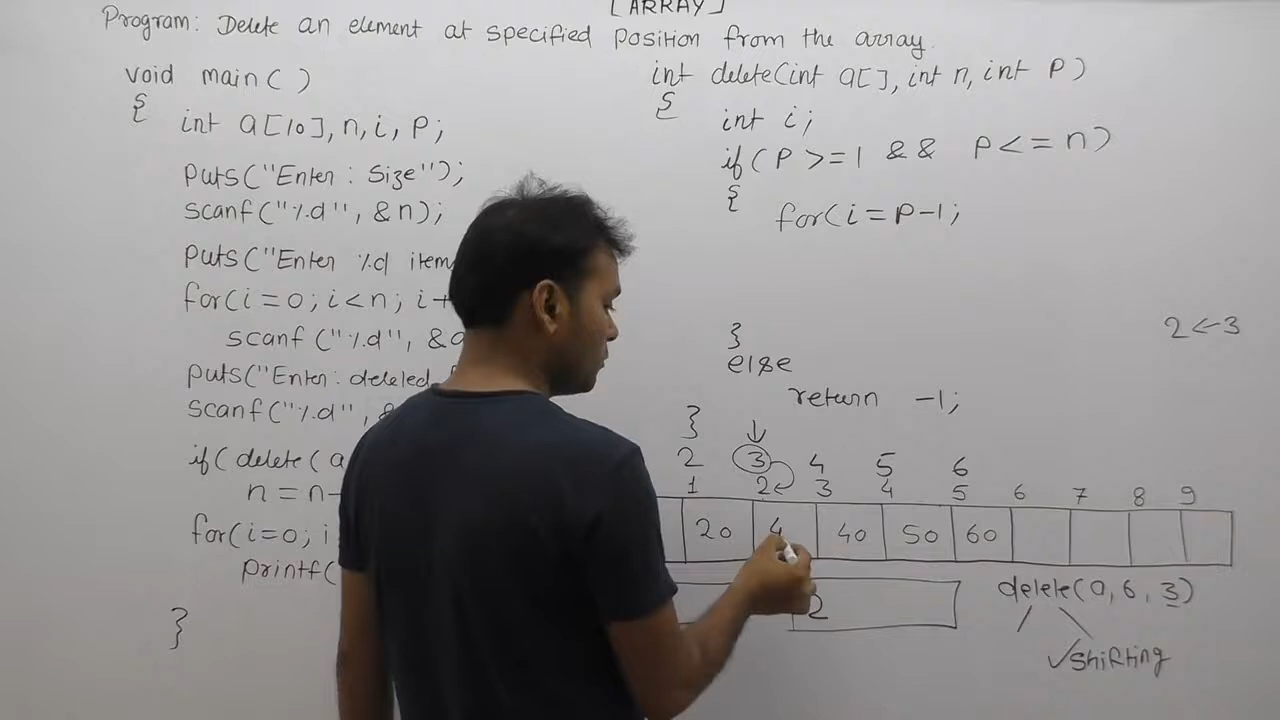 [ARRAY]
Program: Delete an element at specified position from the array.
void main( )
{
int a[10], n, i, p;
puts("Enter: Size");
scanf("%d", &n);
puts("Enter %d item
for(i=0; i<n; i+
scanf("%d", &a
puts("Enter: deleted
scanf("%d", &
if( delete( a
n = n-
for(i=0; i
printf(
}
int delete(int a[], int n, int p)
{
int i;
if( p >=1 && p<=n)
{
for(i=p-1;
}
else
return -1;
}
2 ← 3
2 3 4 5 6
1 2 3 4 5 6 7 8 9
20 4 40 50 60
2
delete(a, 6, 3)
✓shifting